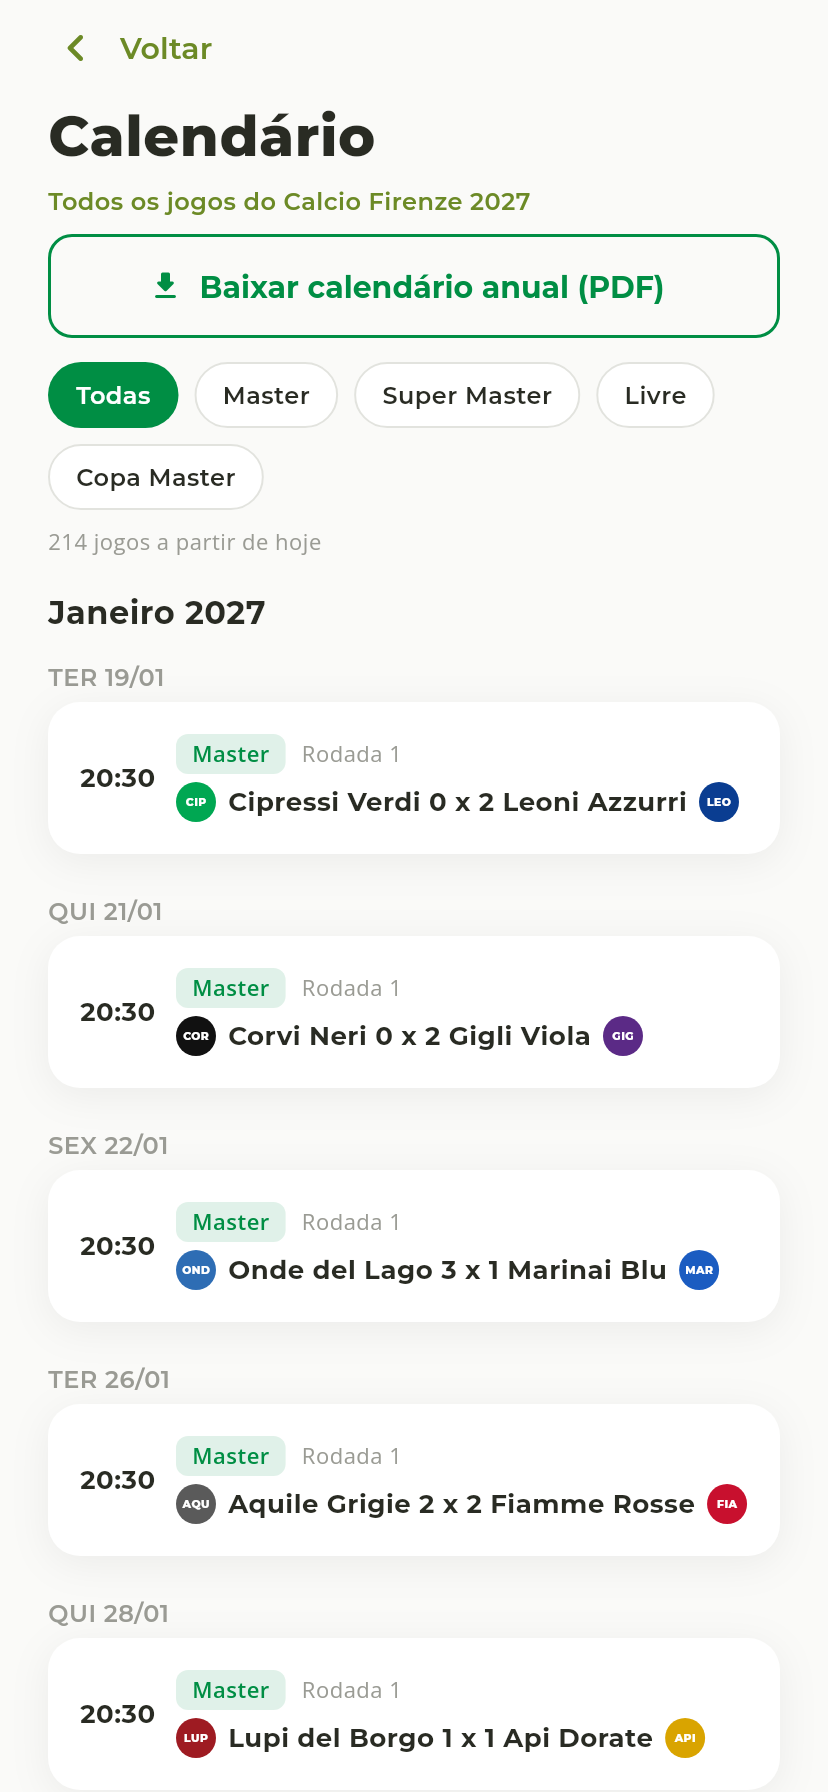 Voltar
Calendário
Todos os jogos do Calcio Firenze 2027
Baixar calendário anual (PDF)
Todas Master Super Master Livre
Copa Master
214 jogos a partir de hoje
Janeiro 2027
TER 19/01
Master Rodada 1
20:30
CIP Cipressi Verdi 0 x 2 Leoni Azzurri LEO
QUI 21/01
Master Rodada 1
20:30
COR Corvi Neri 0 x 2 Gigli Viola GIG
SEX 22/01
Master Rodada 1
20:30
OND Onde del Lago 3 x 1 Marinai Blu MAR
TER 26/01
Master Rodada 1
20:30
AQU Aquile Grigie 2 x 2 Fiamme Rosse FIA
QUI 28/01
Master Rodada 1
20:30
LUP Lupi del Borgo 1 x 1 Api Dorate API